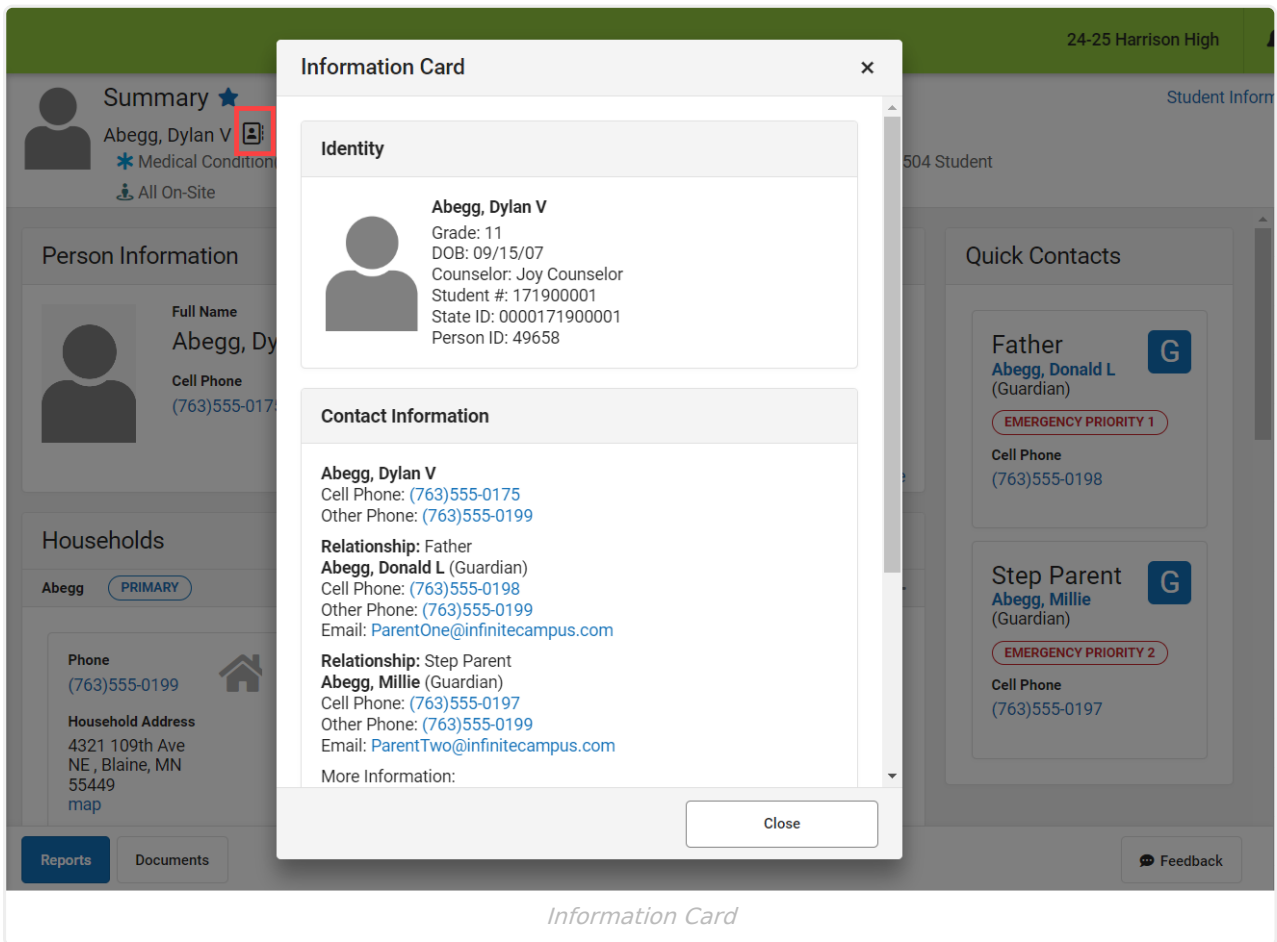 24-25 Harrison High
Summary
Student Inform
Abegg, Dylan V
Medical Condition
504 Student
All On-Site
Person Information
Full Name
Abegg, Dy
Cell Phone
(763)555-0175
Households
Abegg PRIMARY
Phone
(763)555-0199
Household Address
4321 109th Ave
NE , Blaine, MN
55449
map
Information Card
×
Identity
Abegg, Dylan V
Grade: 11
DOB: 09/15/07
Counselor: Joy Counselor
Student #: 171900001
State ID: 0000171900001
Person ID: 49658
Contact Information
Abegg, Dylan V
Cell Phone: (763)555-0175
Other Phone: (763)555-0199
Relationship: Father
Abegg, Donald L (Guardian)
Cell Phone: (763)555-0198
Other Phone: (763)555-0199
Email: ParentOne@infinitecampus.com
Relationship: Step Parent
Abegg, Millie (Guardian)
Cell Phone: (763)555-0197
Other Phone: (763)555-0199
Email: ParentTwo@infinitecampus.com
More Information:
Close
Quick Contacts
Father
G
Abegg, Donald L
(Guardian)
EMERGENCY PRIORITY 1
Cell Phone
(763)555-0198
Step Parent
G
Abegg, Millie
(Guardian)
EMERGENCY PRIORITY 2
Cell Phone
(763)555-0197
Reports
Documents
Feedback
Information Card